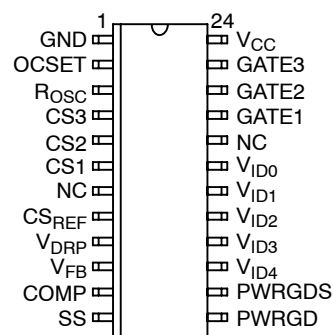 1 24
GND VCC
OCSET GATE3
ROSC GATE2
CS3 GATE1
CS2 NC
CS1 VID0
NC VID1
CSREF VID2
VDRP VID3
VFB VID4
COMP PWRGDS
SS PWRGD